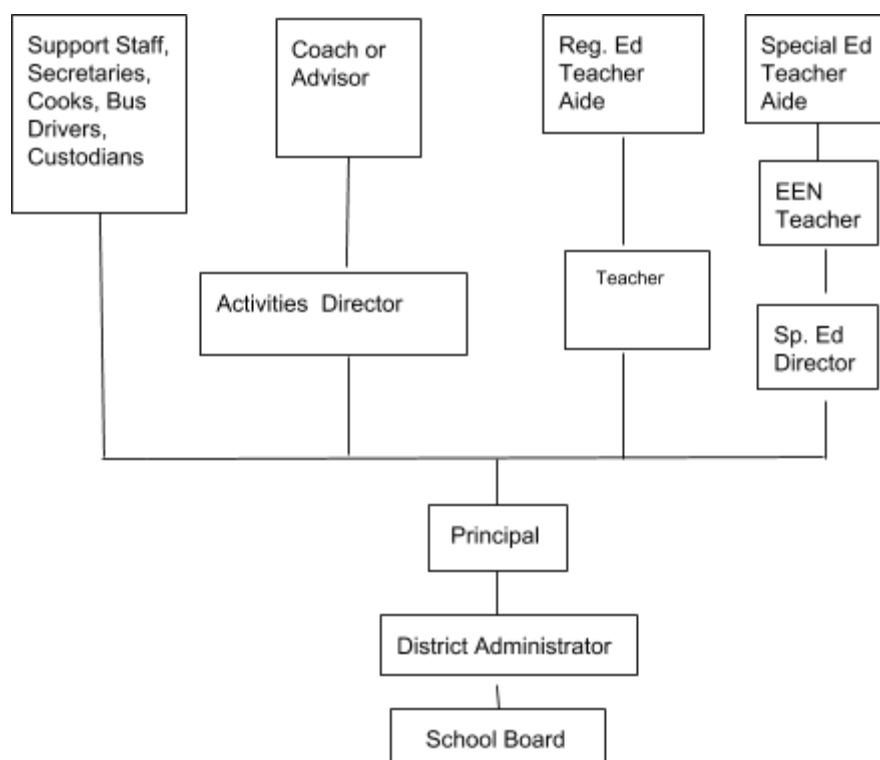 Support Staff,
Secretaries,
Cooks, Bus
Drivers,
Custodians
Coach or
Advisor
Reg. Ed
Teacher
Aide
Special Ed
Teacher
Aide
EEN
Teacher
Activities Director
Teacher
Sp. Ed
Director
Principal
District Administrator
School Board